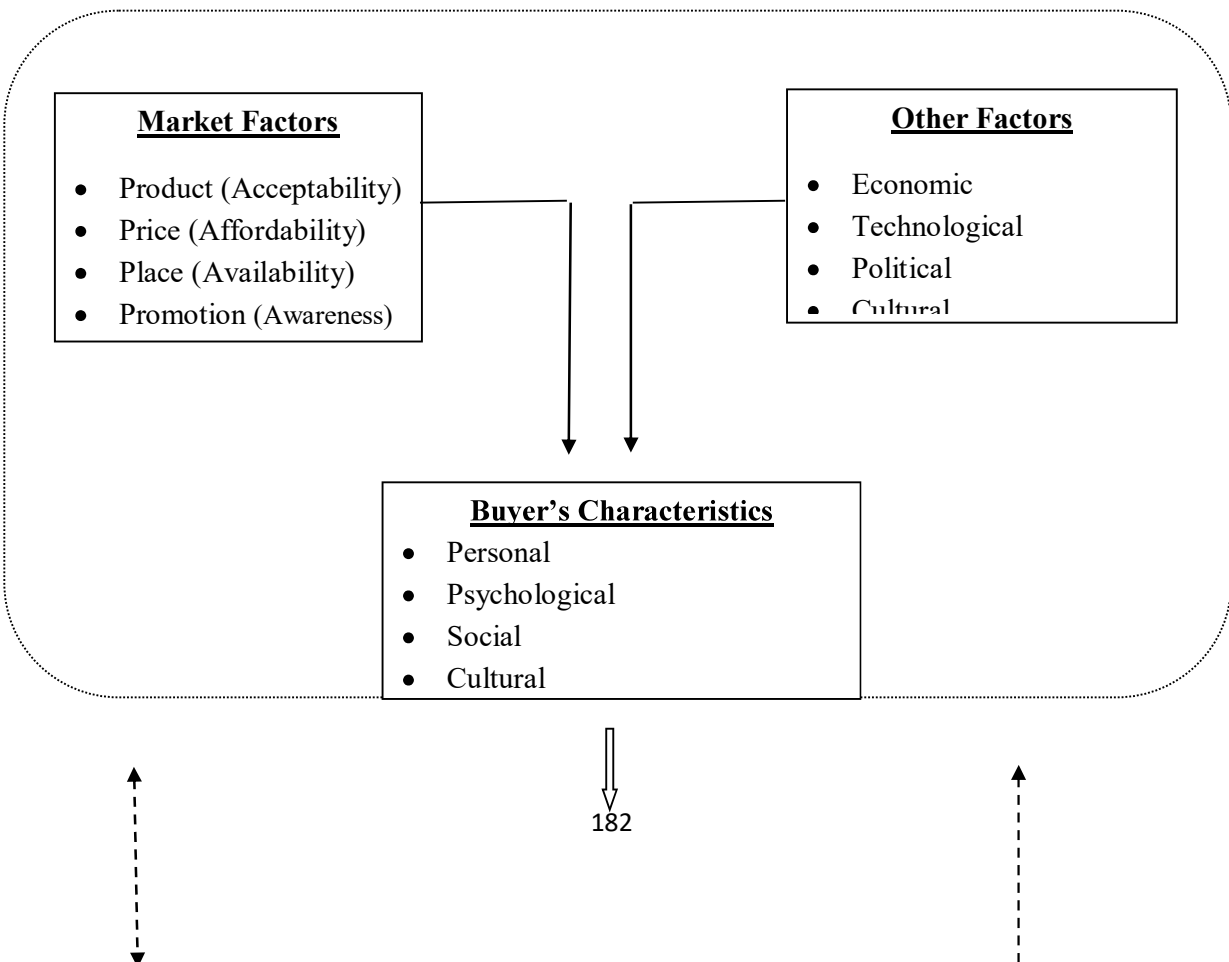 Market Factors
• Product (Acceptability)
• Price (Affordability)
• Place (Availability)
• Promotion (Awareness)
Other Factors
• Economic
• Technological
• Political
• Cultural
Buyer’s Characteristics
• Personal
• Psychological
• Social
• Cultural
182